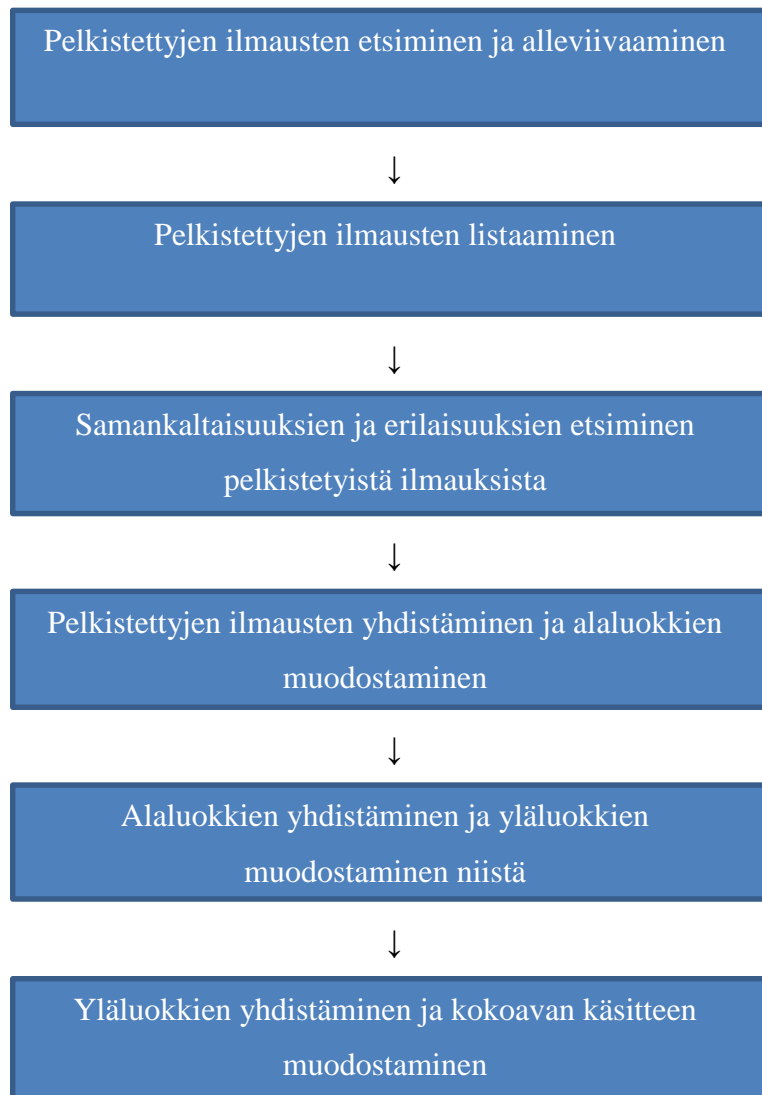 Pelkistettyjen ilmausten etsiminen ja alleviivaaminen
↓
Pelkistettyjen ilmausten listaaminen
↓
Samankaltaisuuksien ja erilaisuuksien etsiminen
pelkistetyistä ilmauksista
↓
Pelkistettyjen ilmausten yhdistäminen ja alaluokkien
muodostaminen
↓
Alaluokkien yhdistäminen ja yläluokkien
muodostaminen niistä
↓
Yläluokkien yhdistäminen ja kokoavan käsitteen
muodostaminen